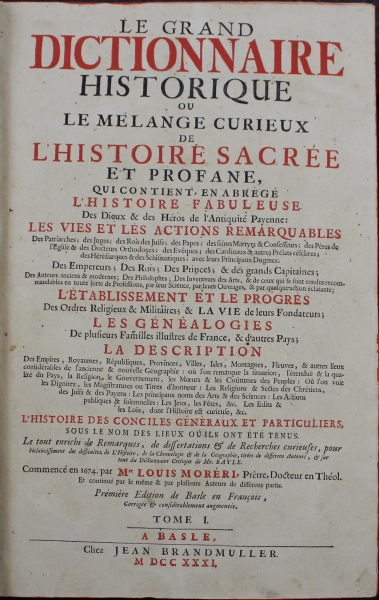 LE GRAND
DICTIONNAIRE
HISTORIQUE
OU
LE MELANGE CURIEUX
DE
L'HISTOIRE SACRÉE
ET PROFANE,
QUI CONTIENT, EN ABREGÉ
L'HISTOIRE FABULEUSE
Des Dieux & des Héros de l'Antiquité Payenne:
LES VIES ET LES ACTIONS REMARQUABLES
Des Patriarches; des Juges; des Rois des Juifs; des Papes; des saints Martyrs & Confesseurs; des Péres de
l'Eglise & des Docteurs Orthodoxes; des Evêques; des Cardinaux & autres Prélats célébres;
des Hérésiarques & des Schismatiques; avec leurs Principaux Dogmes:
Des Empereurs; Des Rois; Des Princes; & des grands Capitaines;
Des Auteurs anciens & modernes; Des Philosophes; Des Inventeurs des Arts, & de ceux qui se sont rendus recom-
mandables en toute sorte de Professions, par leur Science, par leurs Ouvrages, & par quelque action éclatante;
L'ETABLISSEMENT ET LE PROGRÈS
Des Ordres Religieux & Militaires; & LA VIE de leurs Fondateurs;
LES GÉNÉALOGIES
De plusieurs Familles illustres de France, & d'autres Pays;
LA DESCRIPTION
Des Empires, Royaumes, Républiques, Provinces, Villes, Isles, Montagnes, Fleuves, & autres lieux
considérables de l'ancienne & nouvelle Géographie; où l'on remarque la situation, l'étenduë & la qua-
lité du Pays, la Religion, le Gouvernement, les Mœurs & les Coûtumes des Peuples: Où l'on voit
les Dignitez, les Magistratures ou Titres d'honneur: Les Religions & Sectes des Chrétiens,
des Juifs & des Payens: Les principaux noms des Arts & des Sciences: Les Actions
publiques & solemnelles: Les Jeux, les Fêtes, &c. Les Edits &
les Loix, dont l'Histoire est curieuse, &c.
L'HISTOIRE DES CONCILES GENERAUX ET PARTICULIERS,
SOUS LE NOM DES LIEUX OÙ ILS ONT ÉTÉ TENUS.
Le tout enrichi de Remarques, de dissertations & de Recherches curieuses, pour
l'éclaircissement des difficultez de l'Histoire, de la Chronologie & de la Géographie, tirées de differens Auteurs, & sur
tout du Dictionnaire Critique de Mr. BAYLE.
Commencé en 1674. par Mre LOUIS MORÉRI, Prêtre, Docteur en Théol.
Et continué par le même & par plusieurs Auteurs de differens partis.
Prémiére Edition de Basle en François,
Corrigée & considérablement augmentée.
TOME I.
A BASLE,
Chez JEAN BRANDMULLER.
M DCC XXXI.